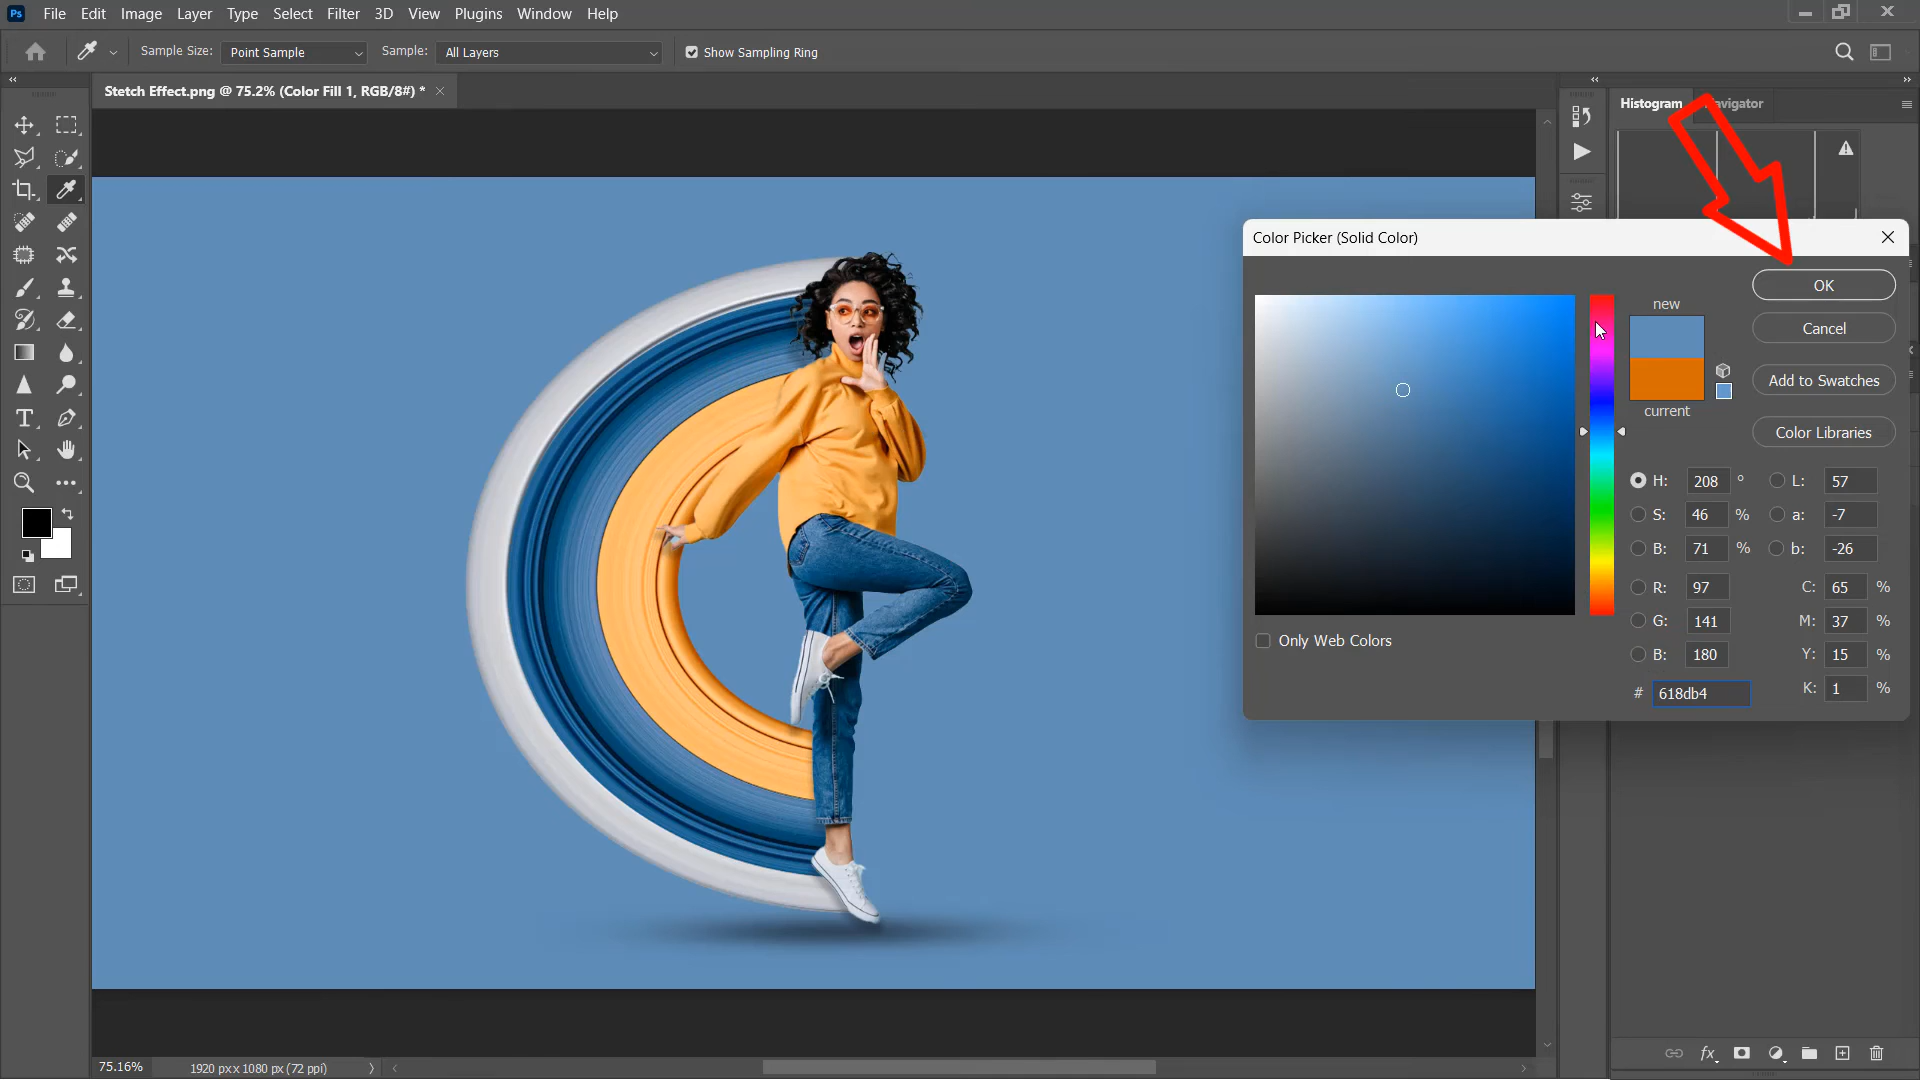 Ps File Edit Image Layer Type Select Filter 3D View Plugins Window Help
Sample Size: Point Sample Sample: All Layers Show Sampling Ring
Stetch Effect.png @ 75.2% (Color Fill 1, RGB/8#) *
Histogram
Color Picker (Solid Color)
OK
new
Cancel
Add to Swatches
current
Color Libraries
H: 208 ° L: 57
S: 46 % a: -7
B: 71 % b: -26
R: 97 C: 65 %
G: 141 M: 37 %
Only Web Colors
B: 180 Y: 15 %
# 618db4 K: 1 %
fx
75.16% 1920 px x 1080 px (72 ppi)